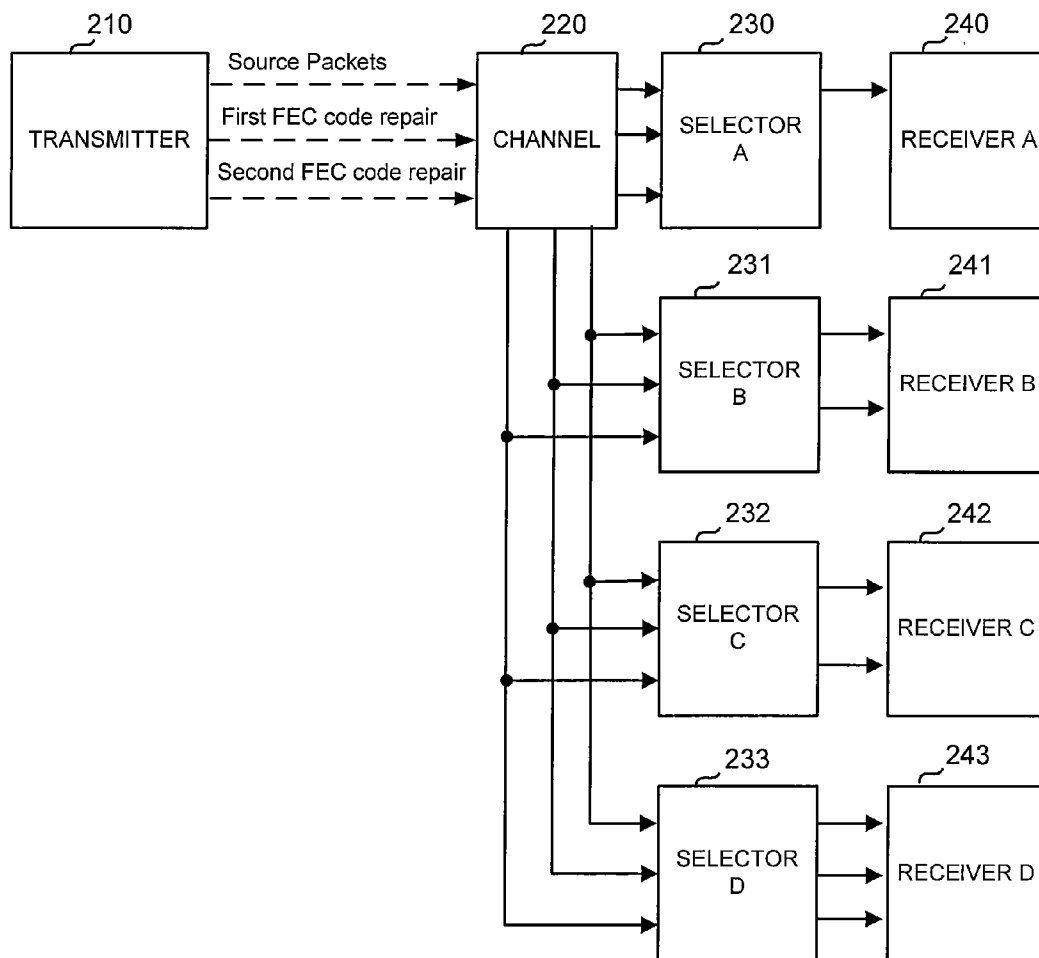 210
220
230
240
Source Packets
First FEC code repair
Second FEC code repair
TRANSMITTER
CHANNEL
SELECTOR
A
RECEIVER A
231
241
SELECTOR
B
RECEIVER B
232
242
SELECTOR
C
RECEIVER C
233
243
SELECTOR
D
RECEIVER D